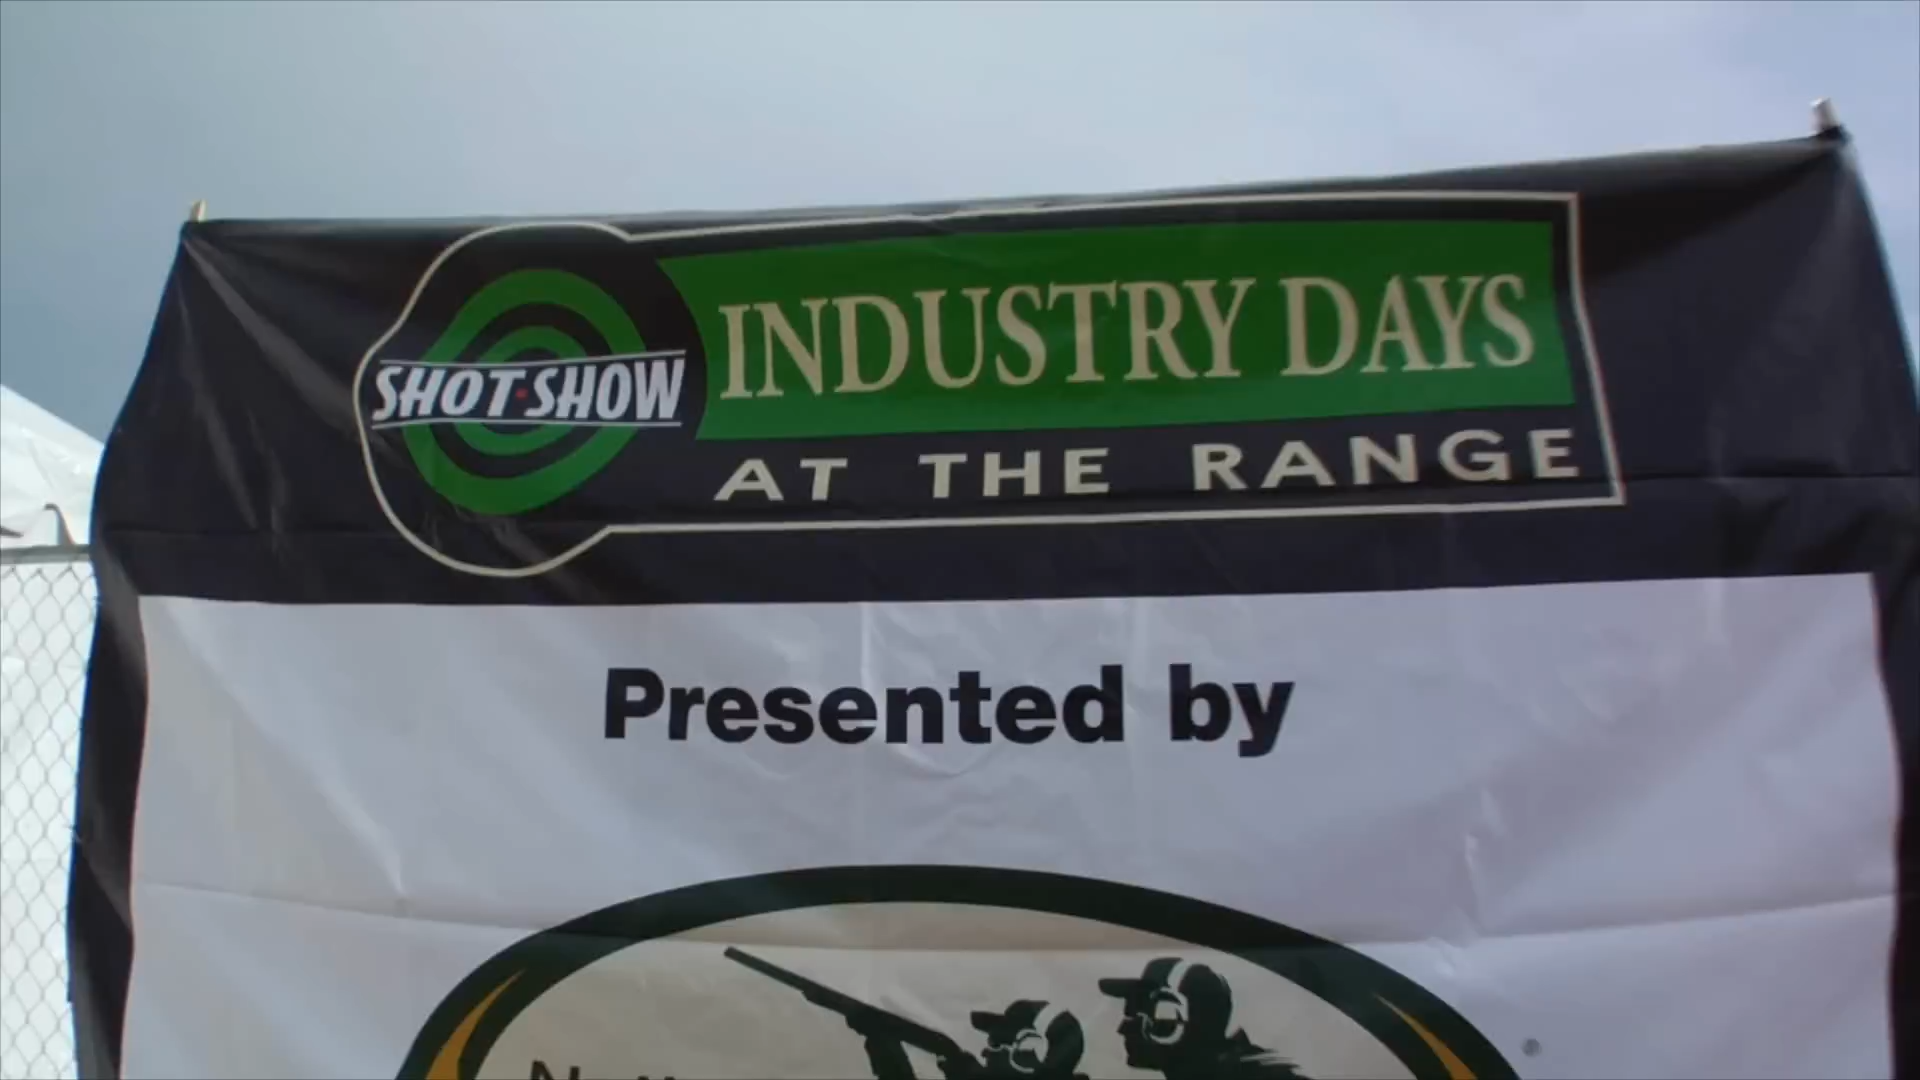 SHOT·SHOW
INDUSTRY DAYS
AT THE RANGE
Presented by